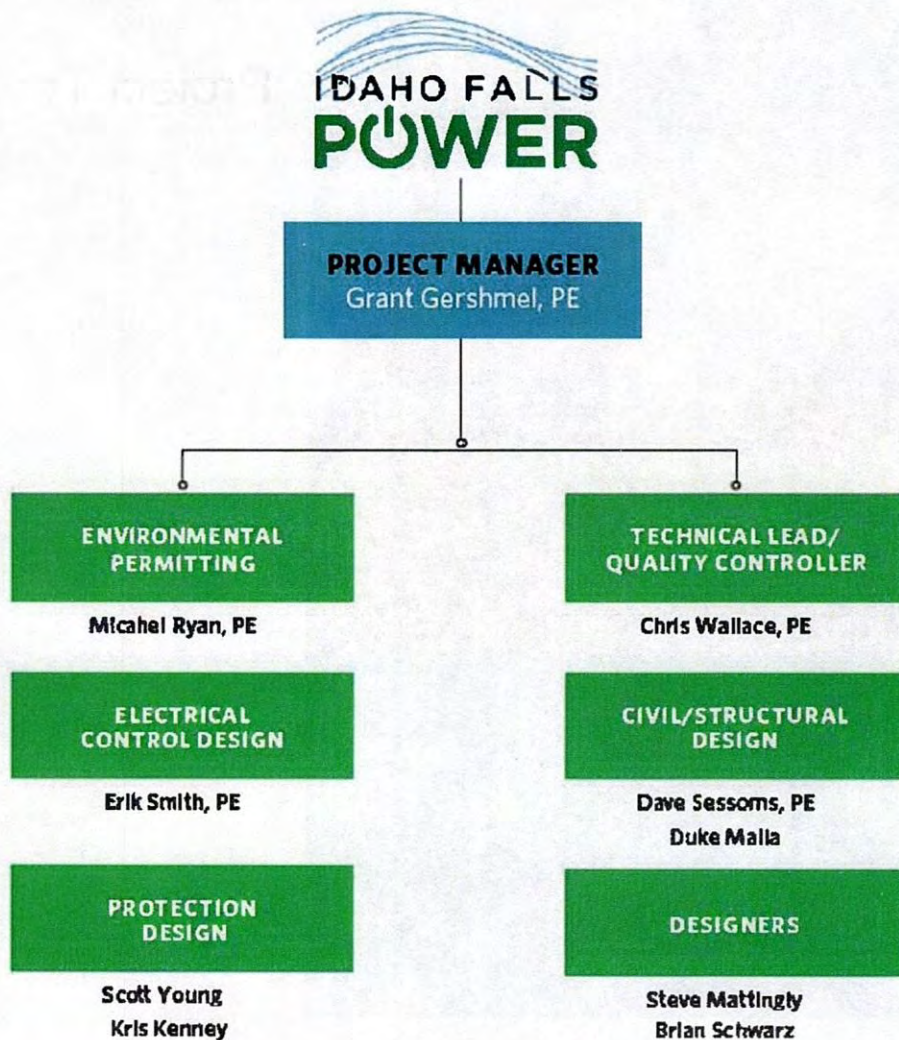 IDAHO FALLS
POWER
PROJECT MANAGER
Grant Gershmel, PE
ENVIRONMENTAL
PERMITTING
Micahel Ryan, PE
ELECTRICAL
CONTROL DESIGN
Erik Smith, PE
PROTECTION
DESIGN
Scott Young
Kris Kenney
TECHNICAL LEAD/
QUALITY CONTROLLER
Chris Wallace, PE
CIVIL/STRUCTURAL
DESIGN
Dave Sessoms, PE
Duke Malla
DESIGNERS
Steve Mattingly
Brian Schwarz